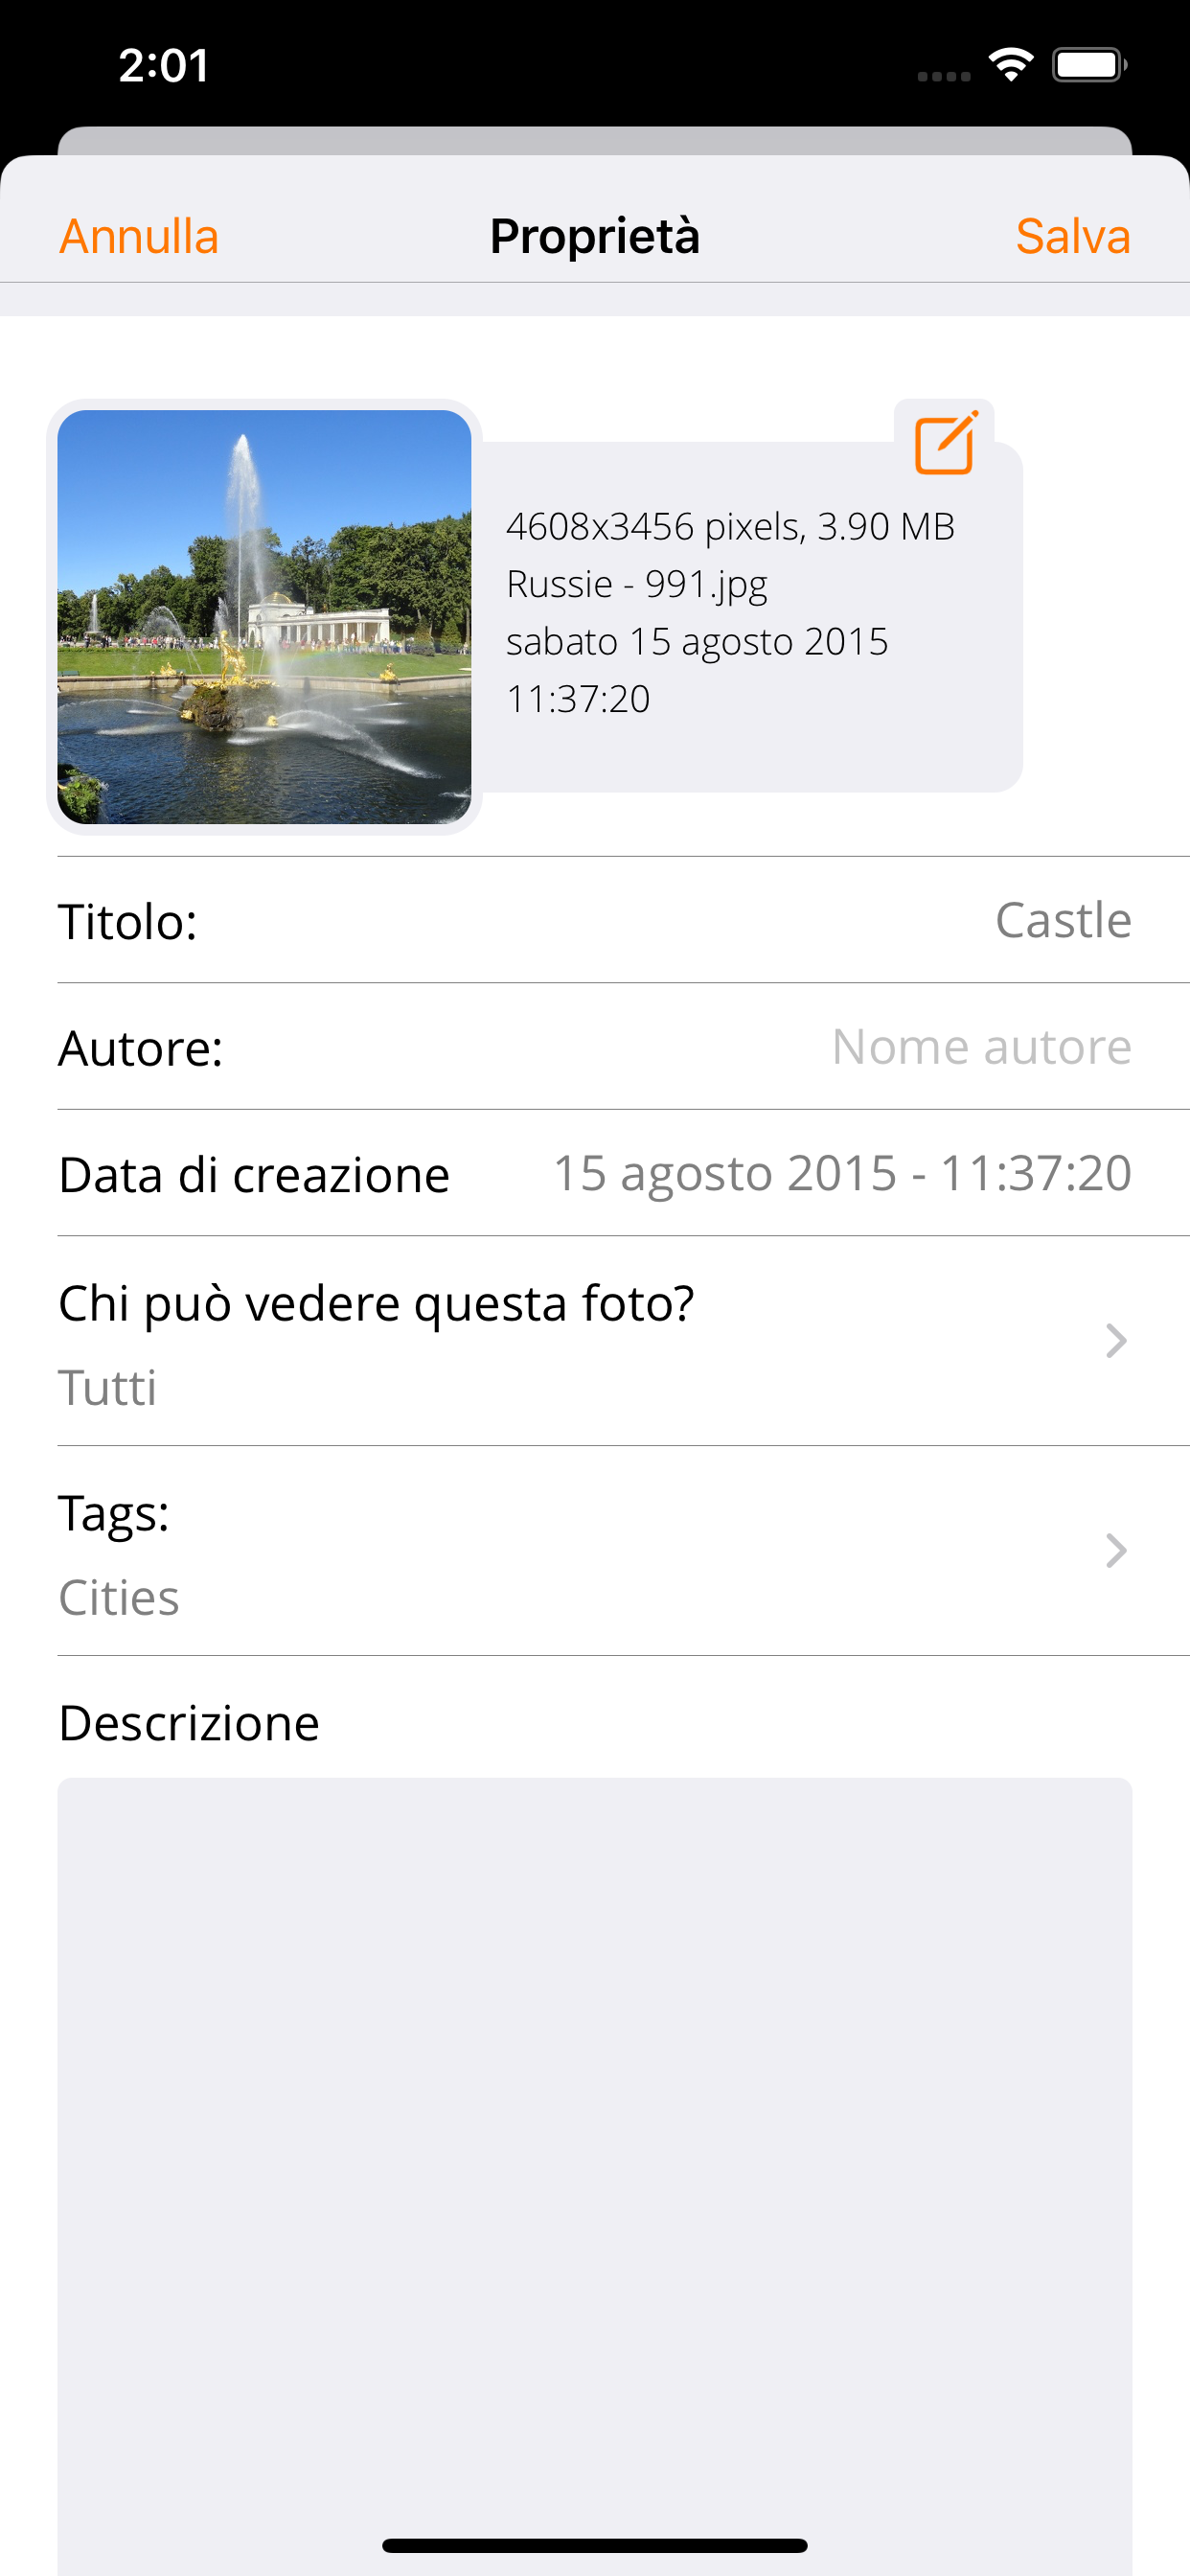 2:01
Annulla Proprietà Salva
4608x3456 pixels, 3.90 MB
Russie - 991.jpg
sabato 15 agosto 2015
11:37:20
Titolo: Castle
Autore: Nome autore
Data di creazione 15 agosto 2015 - 11:37:20
Chi può vedere questa foto?
Tutti
Tags:
Cities
Descrizione